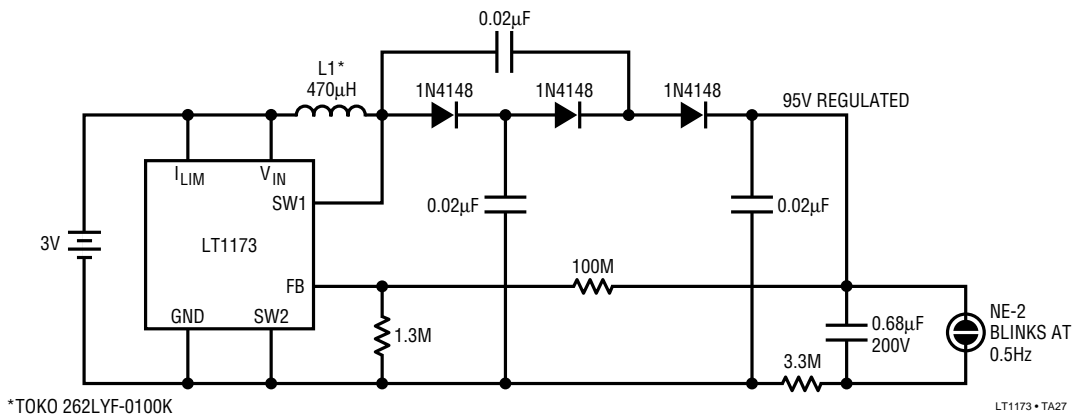 0.02µF
L1*
470µH
1N4148
1N4148
1N4148
95V REGULATED
I LIM
V IN
SW1
0.02µF
0.02µF
3V
LT1173
100M
FB
NE-2
BLINKS AT
0.5Hz
GND
SW2
1.3M
0.68µF
200V
3.3M
*TOKO 262LYF-0100K
LT1173 • TA27